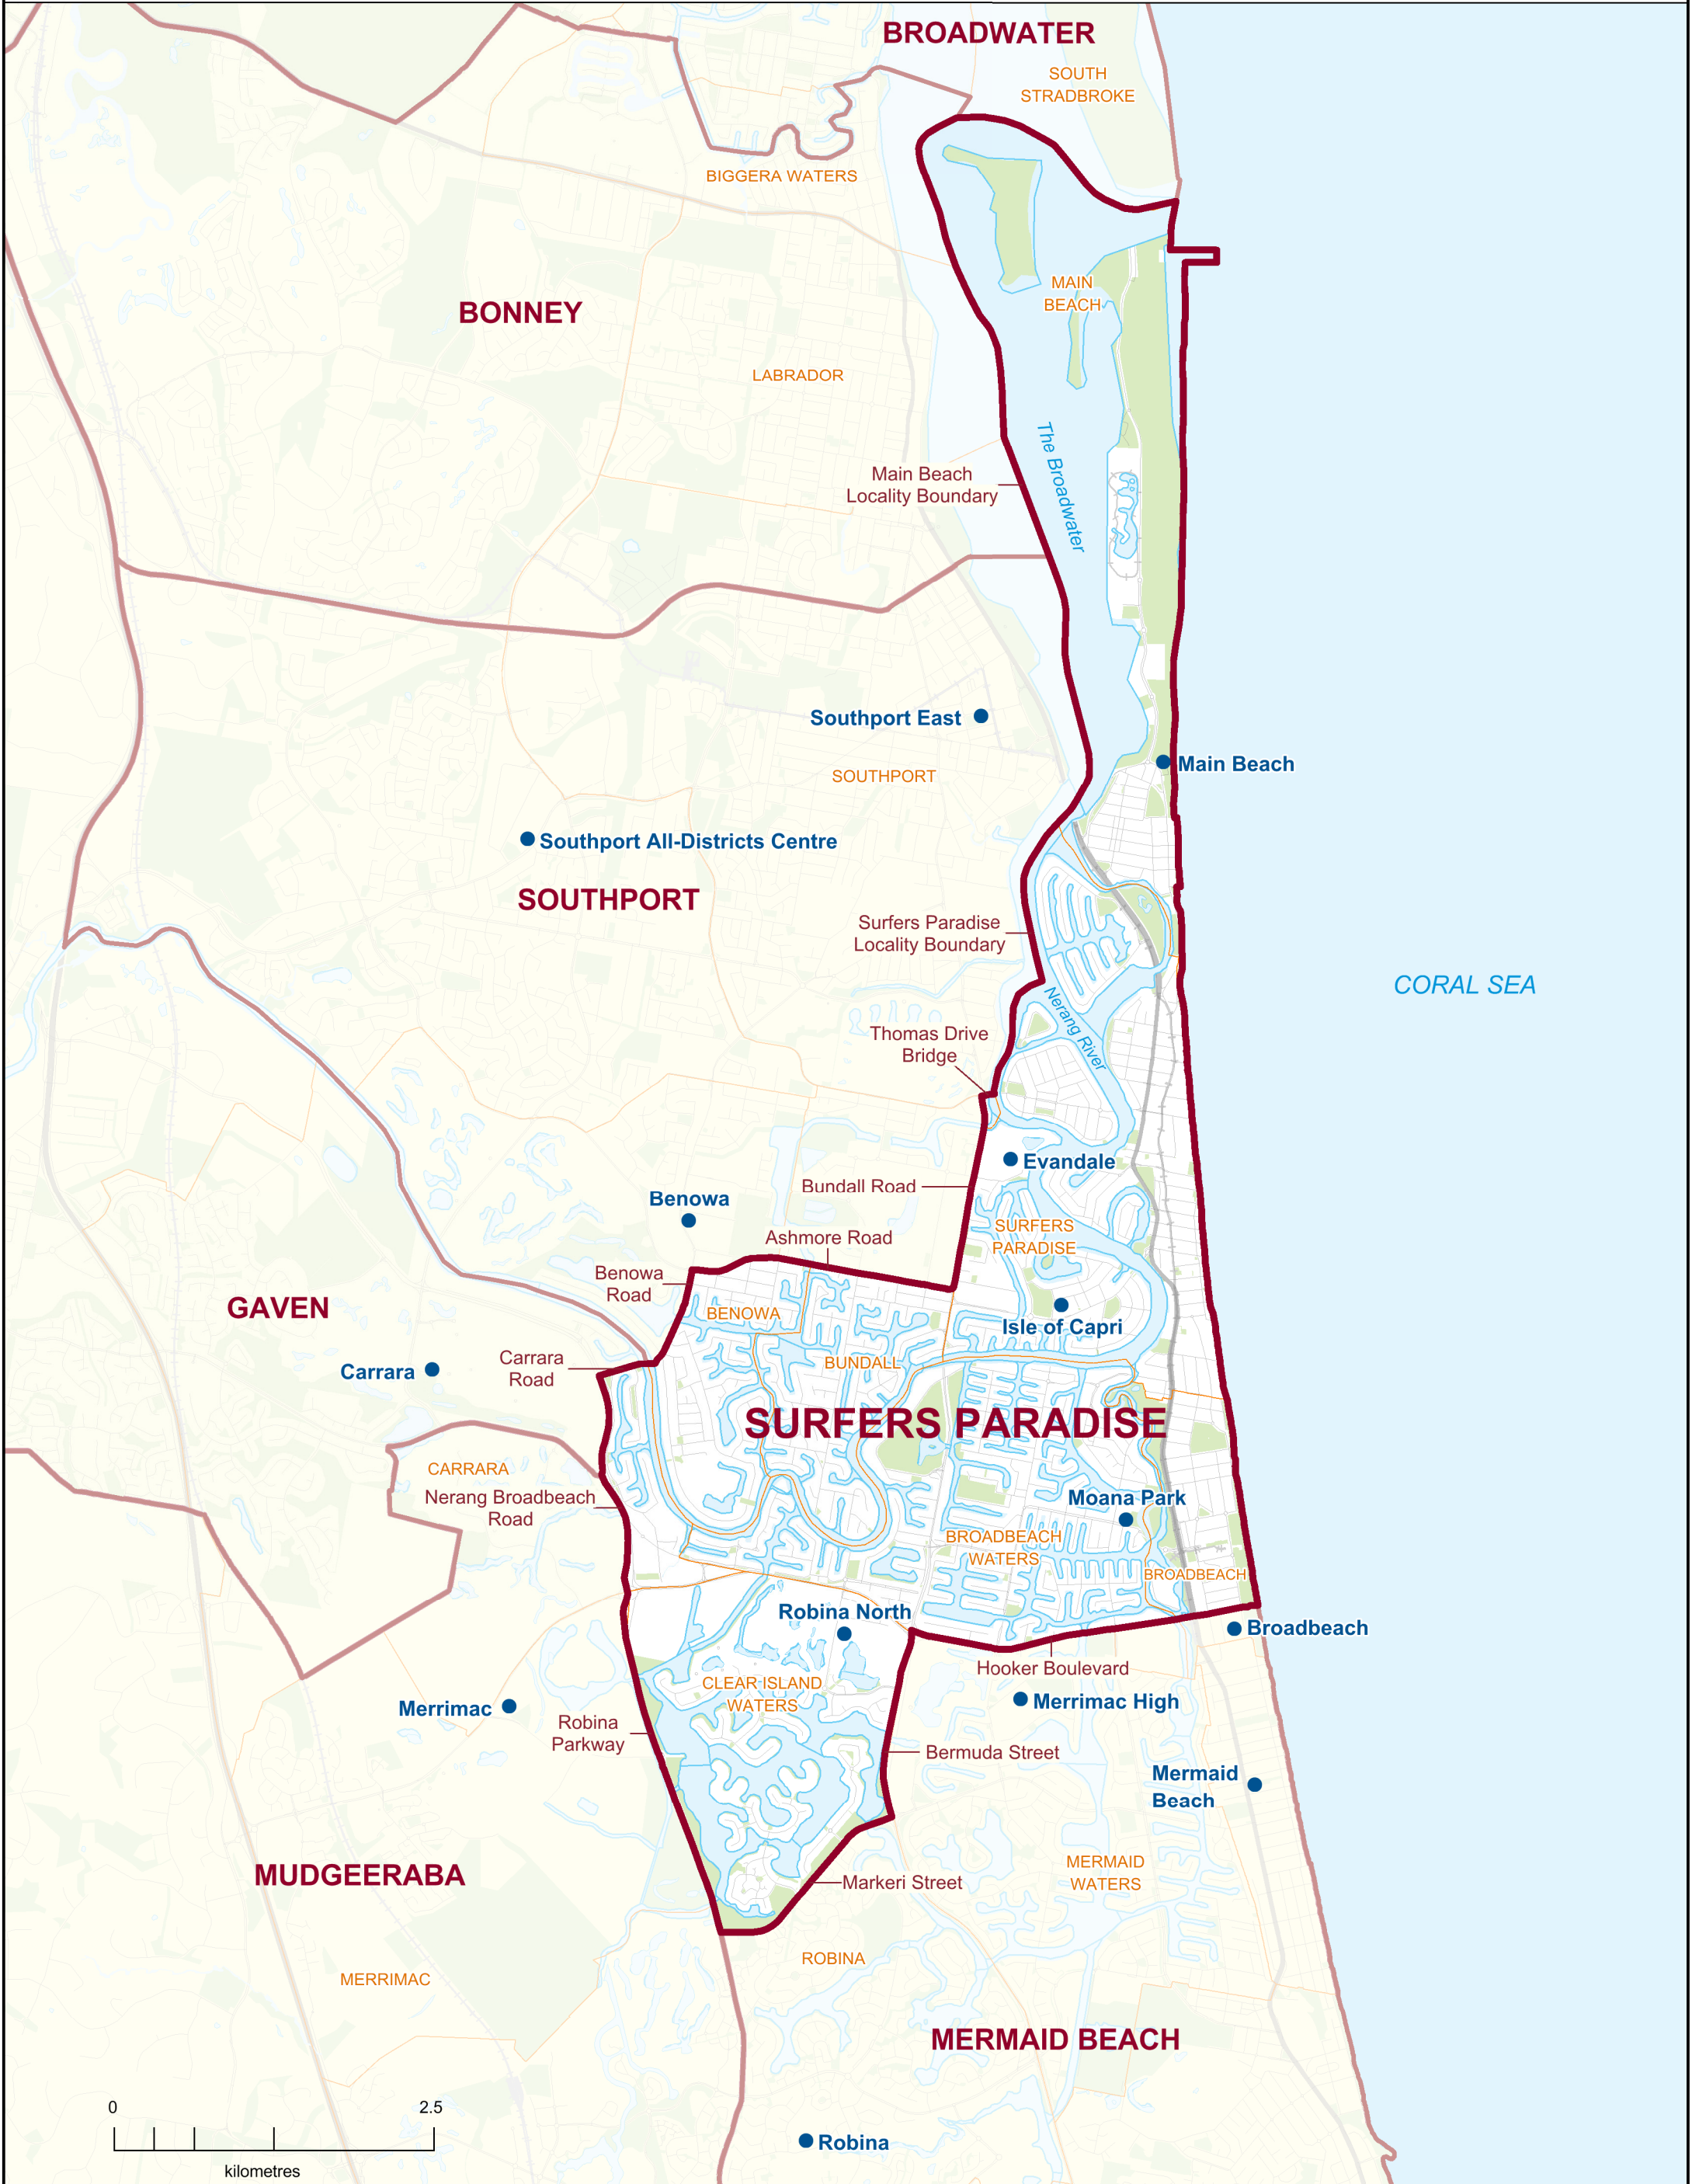 BROADWATER
SOUTH
STRADBROKE
BIGGERA WATERS
MAIN
BEACH
BONNEY
LABRADOR
The Broadwater
Main Beach
Locality Boundary
Southport East
Main Beach
SOUTHPORT
Southport All-Districts Centre
SOUTHPORT
Surfers Paradise
Locality Boundary
CORAL SEA
Nerang River
Thomas Drive
Bridge
Evandale
Bundall Road
Benowa
SURFERS
PARADISE
Ashmore Road
Benowa
Road
GAVEN
BENOWA
Isle of Capri
Carrara
Road
BUNDALL
Carrara
SURFERS PARADISE
CARRARA
Nerang Broadbeach
Road
Moana Park
BROADBEACH
WATERS
BROADBEACH
Robina North
Broadbeach
Hooker Boulevard
CLEAR ISLAND
WATERS
Merrimac High
Merrimac
Robina
Parkway
Bermuda Street
Mermaid
Beach
MERMAID
WATERS
MUDGEERABA
Markeri Street
ROBINA
MERRIMAC
MERMAID BEACH
0 2.5
kilometres
Robina